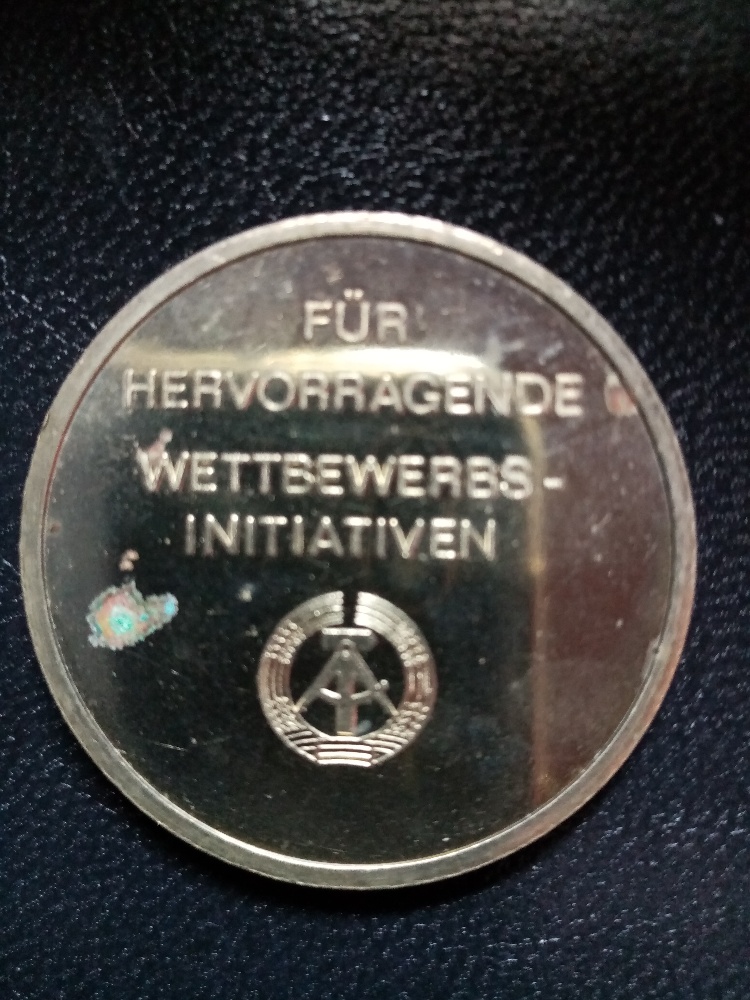 FÜR
HERVORRAGENDE
WETTBEWERBS-
INITIATIVEN